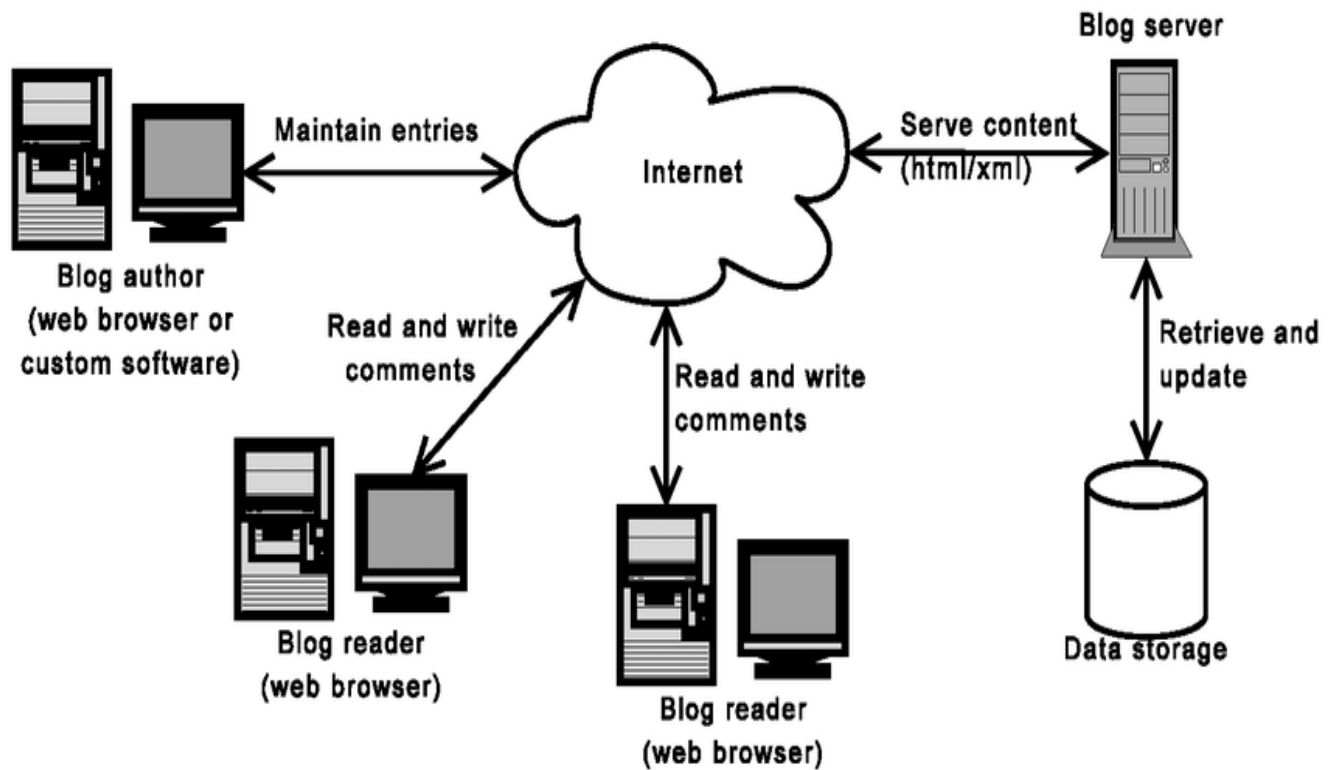 Blog server
Maintain entries
Serve content
(html/xml)
Internet
Blog author
(web browser or
custom software)
Read and write
comments
Read and write
comments
Retrieve and
update
Blog reader
(web browser)
Data storage
Blog reader
(web browser)